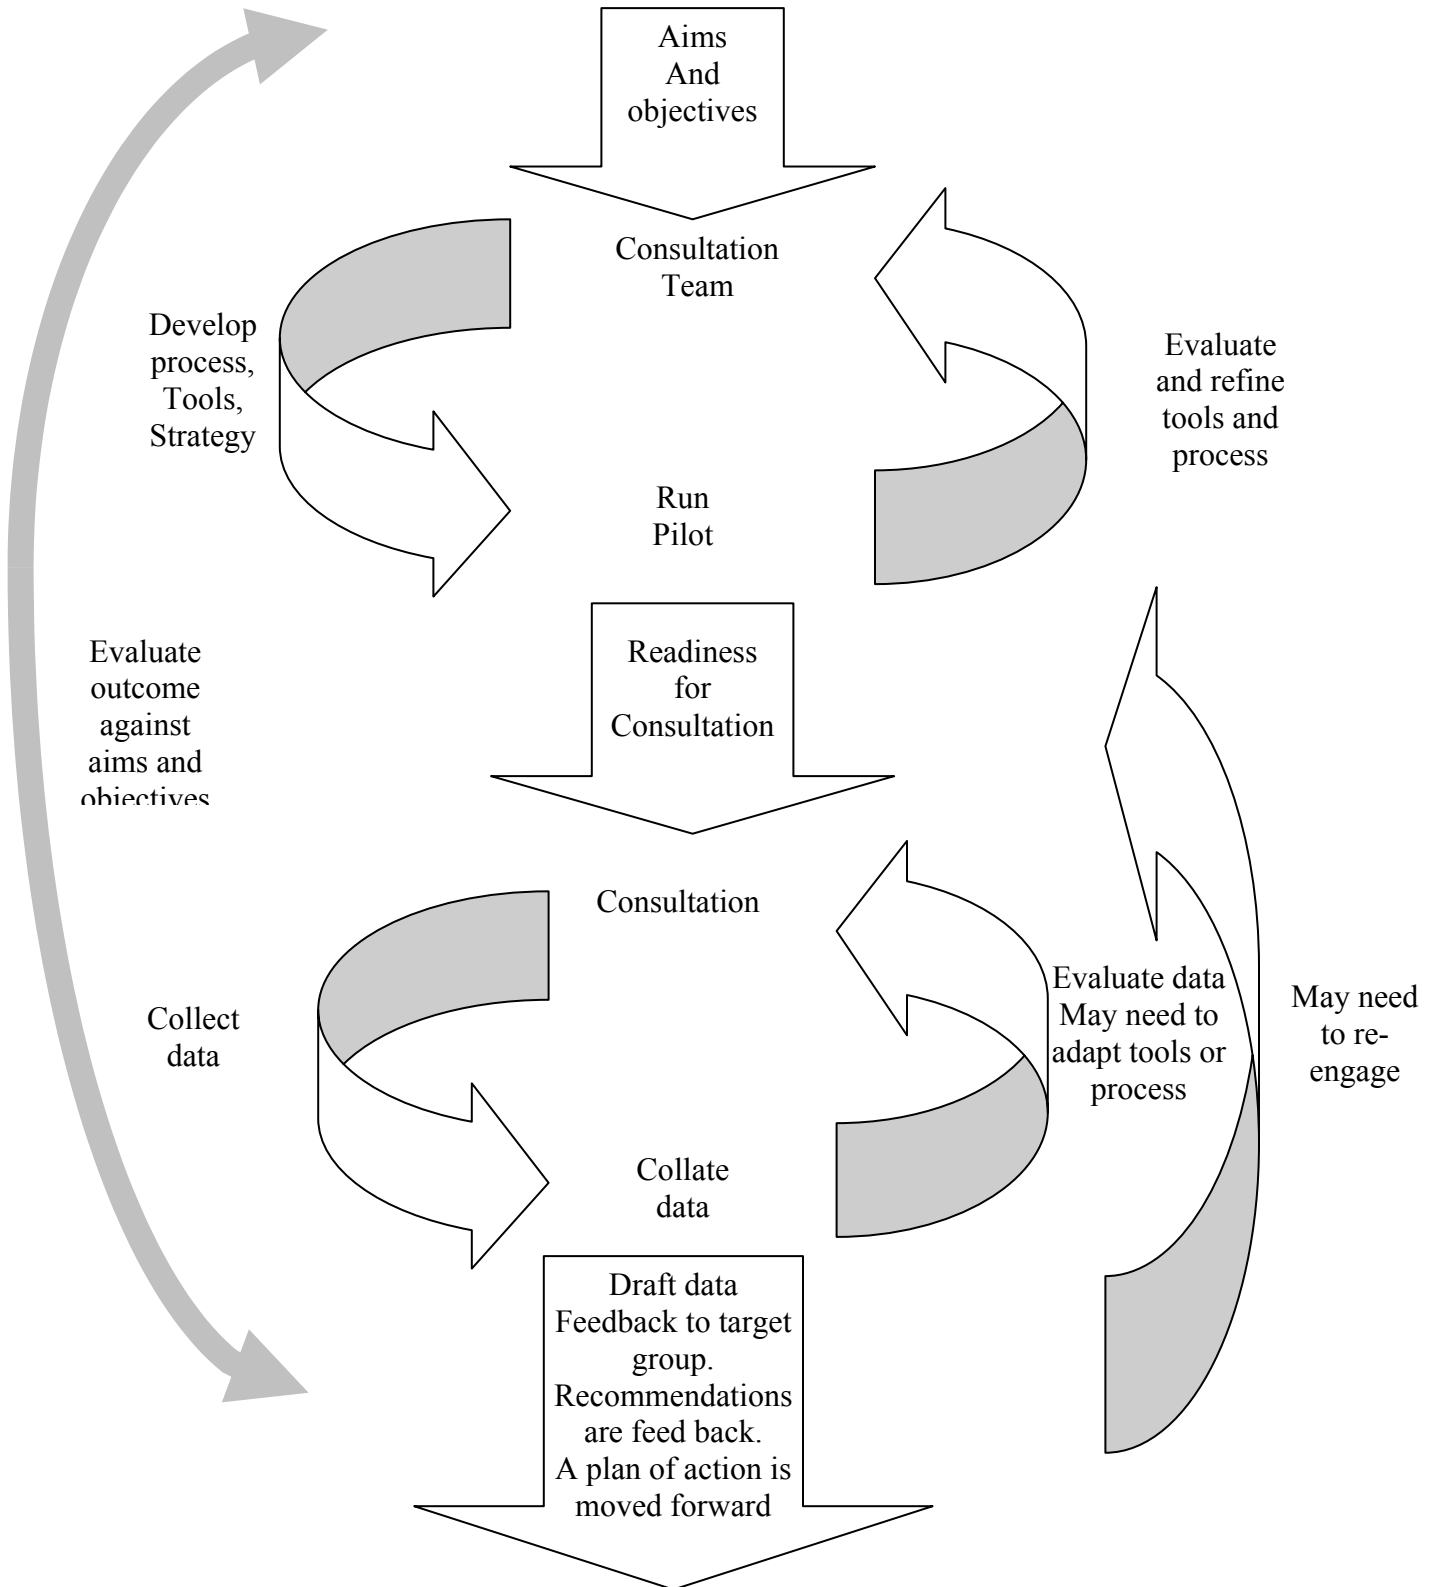 Aims
And
objectives
Consultation
Team
Develop
process,
Tools,
Strategy
Evaluate
and refine
tools and
process
Run
Pilot
Evaluate
outcome
against
aims and
objectives
Readiness
for
Consultation
Consultation
Collect
data
Evaluate data
May need to
adapt tools or
process
May need
to re-
engage
Collate
data
Draft data
Feedback to target
group.
Recommendations
are feed back.
A plan of action is
moved forward